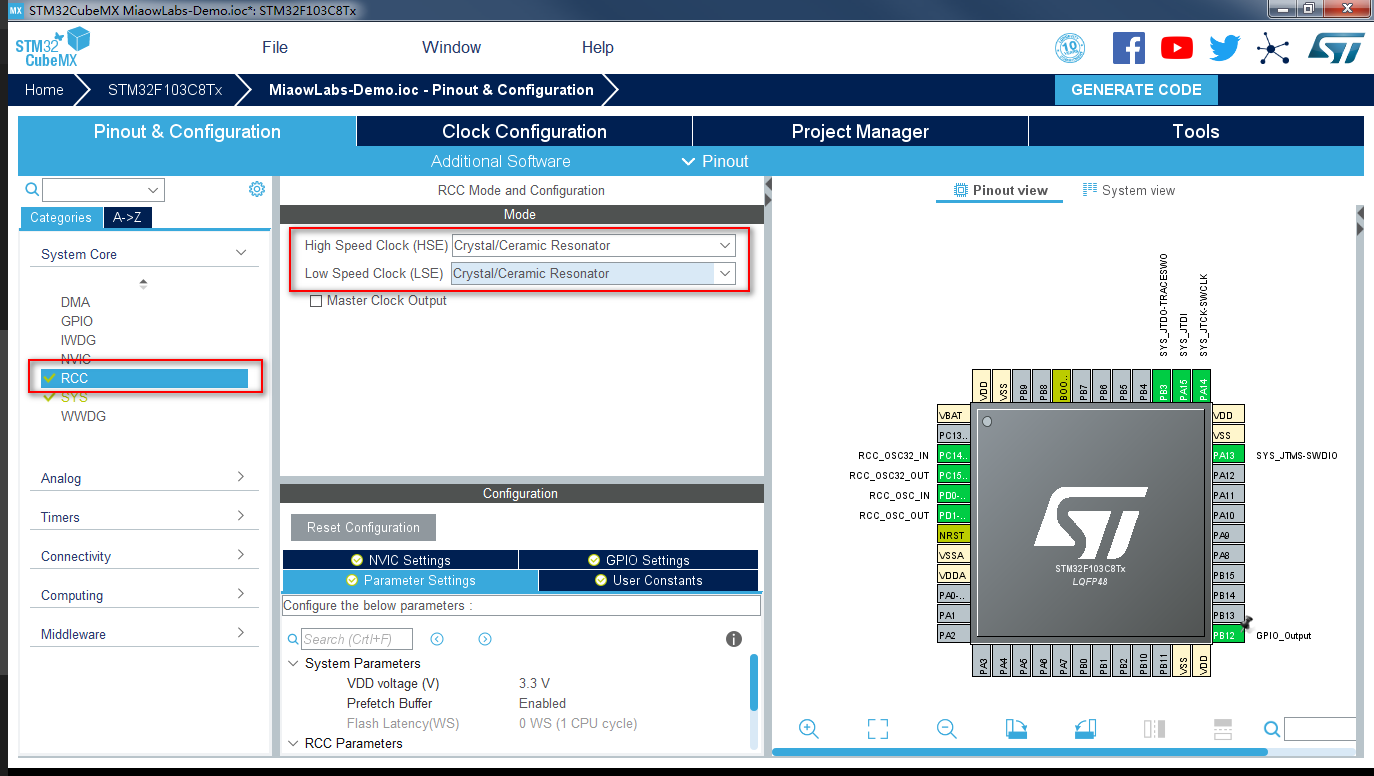 MX STM32CubeMX MiaowLabs-Demo.ioc*: STM32F103C8Tx
STM32
CubeMX
File Window Help
10
Home STM32F103C8Tx MiaowLabs-Demo.ioc - Pinout & Configuration GENERATE CODE
Pinout & Configuration Clock Configuration Project Manager Tools
Additional Software Pinout
Categories A->Z
System Core
DMA
GPIO
IWDG
NVIC
RCC
SYS
WWDG
Analog
Timers
Connectivity
Computing
Middleware
RCC Mode and Configuration
Mode
High Speed Clock (HSE) Crystal/Ceramic Resonator
Low Speed Clock (LSE) Crystal/Ceramic Resonator
Master Clock Output
Configuration
Reset Configuration
NVIC Settings GPIO Settings
Parameter Settings User Constants
Configure the below parameters :
Search (Crtl+F)
System Parameters
VDD voltage (V) 3.3 V
Prefetch Buffer Enabled
Flash Latency(WS) 0 WS (1 CPU cycle)
RCC Parameters
Pinout view System view
SYS_JTDO-TRACESWO
SYS_JTDI
SYS_JTCK-SWCLK
VDD VSS PB9 PB8 BOO.. PB7 PB6 PB5 PB4 PB3 PA15 PA14
VBAT VDD
PC13.. VSS
RCC_OSC32_IN PC14.. PA13 SYS_JTMS-SWDIO
RCC_OSC32_OUT PC15.. PA12
RCC_OSC_IN PD0-.. PA11
RCC_OSC_OUT PD1-.. PA10
NRST PA9
VSSA PA8
VDDA PB15
PA0-.. PB14
PA1 PB13
PA2 PB12 GPIO_Output
STM32F103C8Tx
LQFP48
PA3 PA4 PA5 PA6 PA7 PB0 PB1 PB2 PB10 PB11 VSS VDD